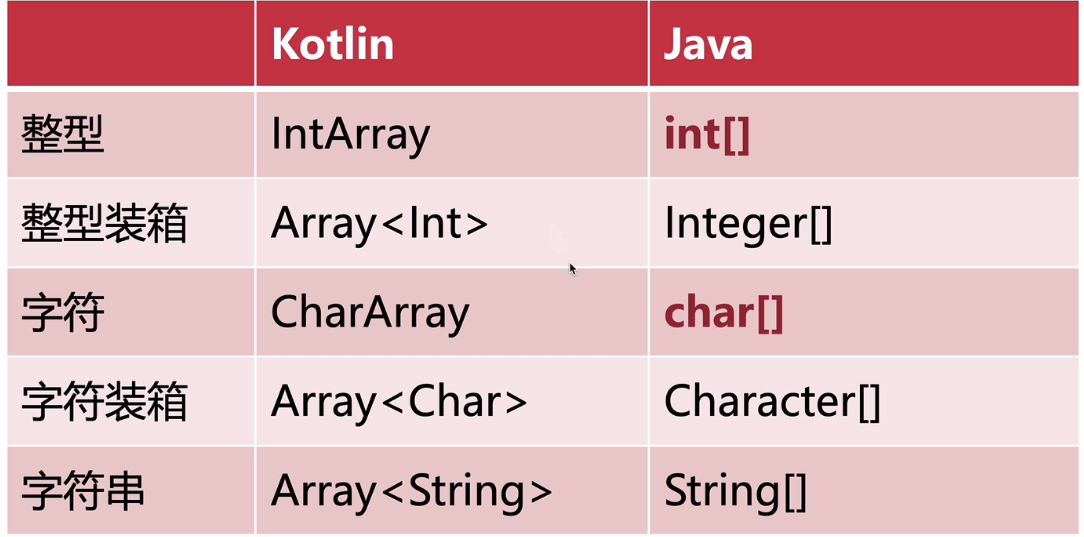 Kotlin Java
整型 IntArray int[]
整型装箱 Array<Int> Integer[]
字符 CharArray char[]
字符装箱 Array<Char> Character[]
字符串 Array<String> String[]